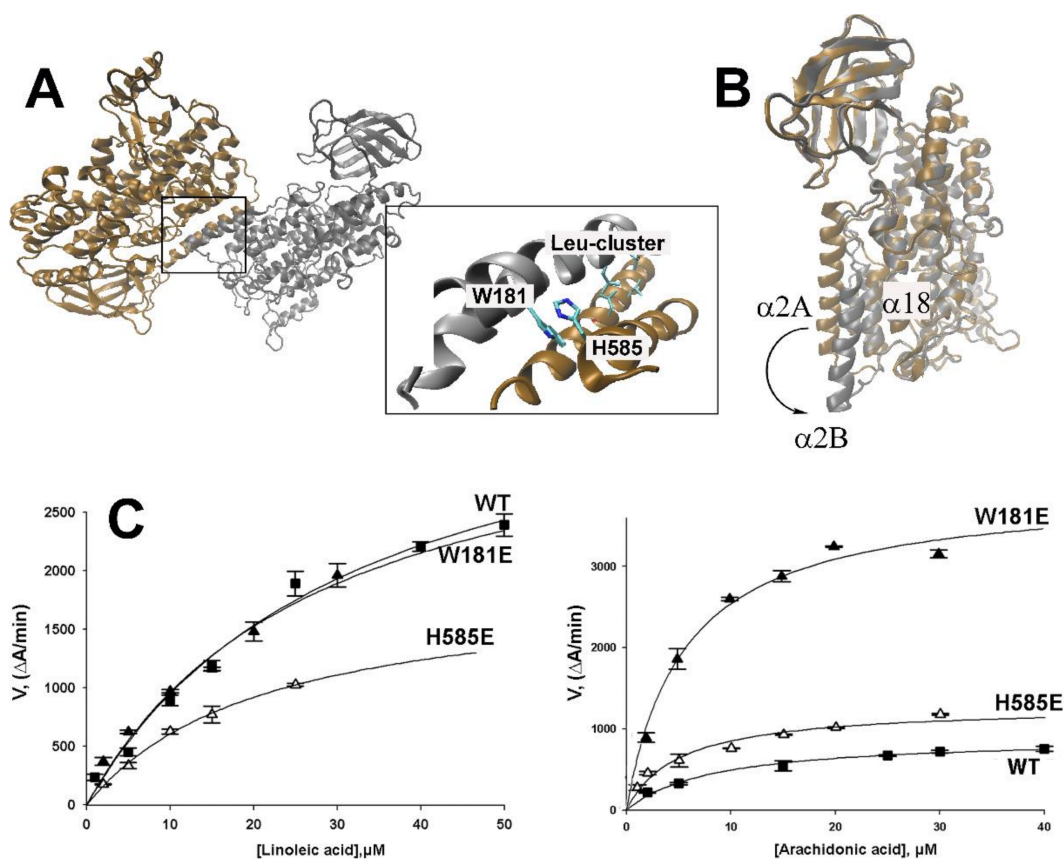 A
B
Leu-cluster
W181
H585
α2A
α18
α2B
C
WT
W181E
H585E
V, (ΔA/min)
2500
2000
1500
1000
500
0
0 10 20 30 40 50
[Linoleic acid],µM
W181E
H585E
WT
V, (ΔA/min)
3000
2000
1000
0
0 10 20 30 40
[Arachidonic acid], µM